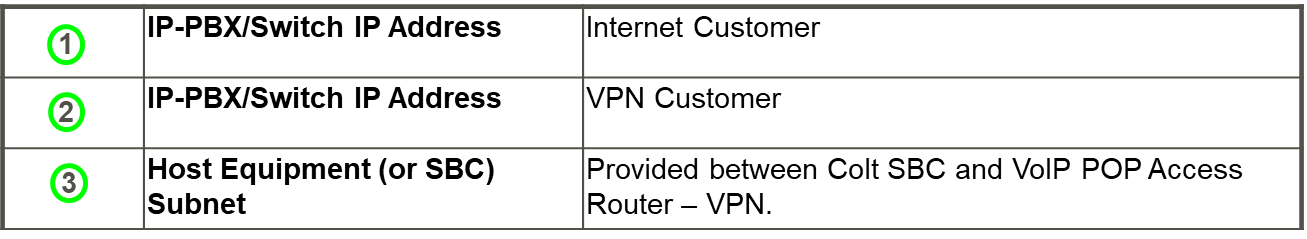 1 IP-PBX/Switch IP Address Internet Customer
2 IP-PBX/Switch IP Address VPN Customer
3 Host Equipment (or SBC) Provided between Colt SBC and VoIP POP Access
Subnet Router – VPN.